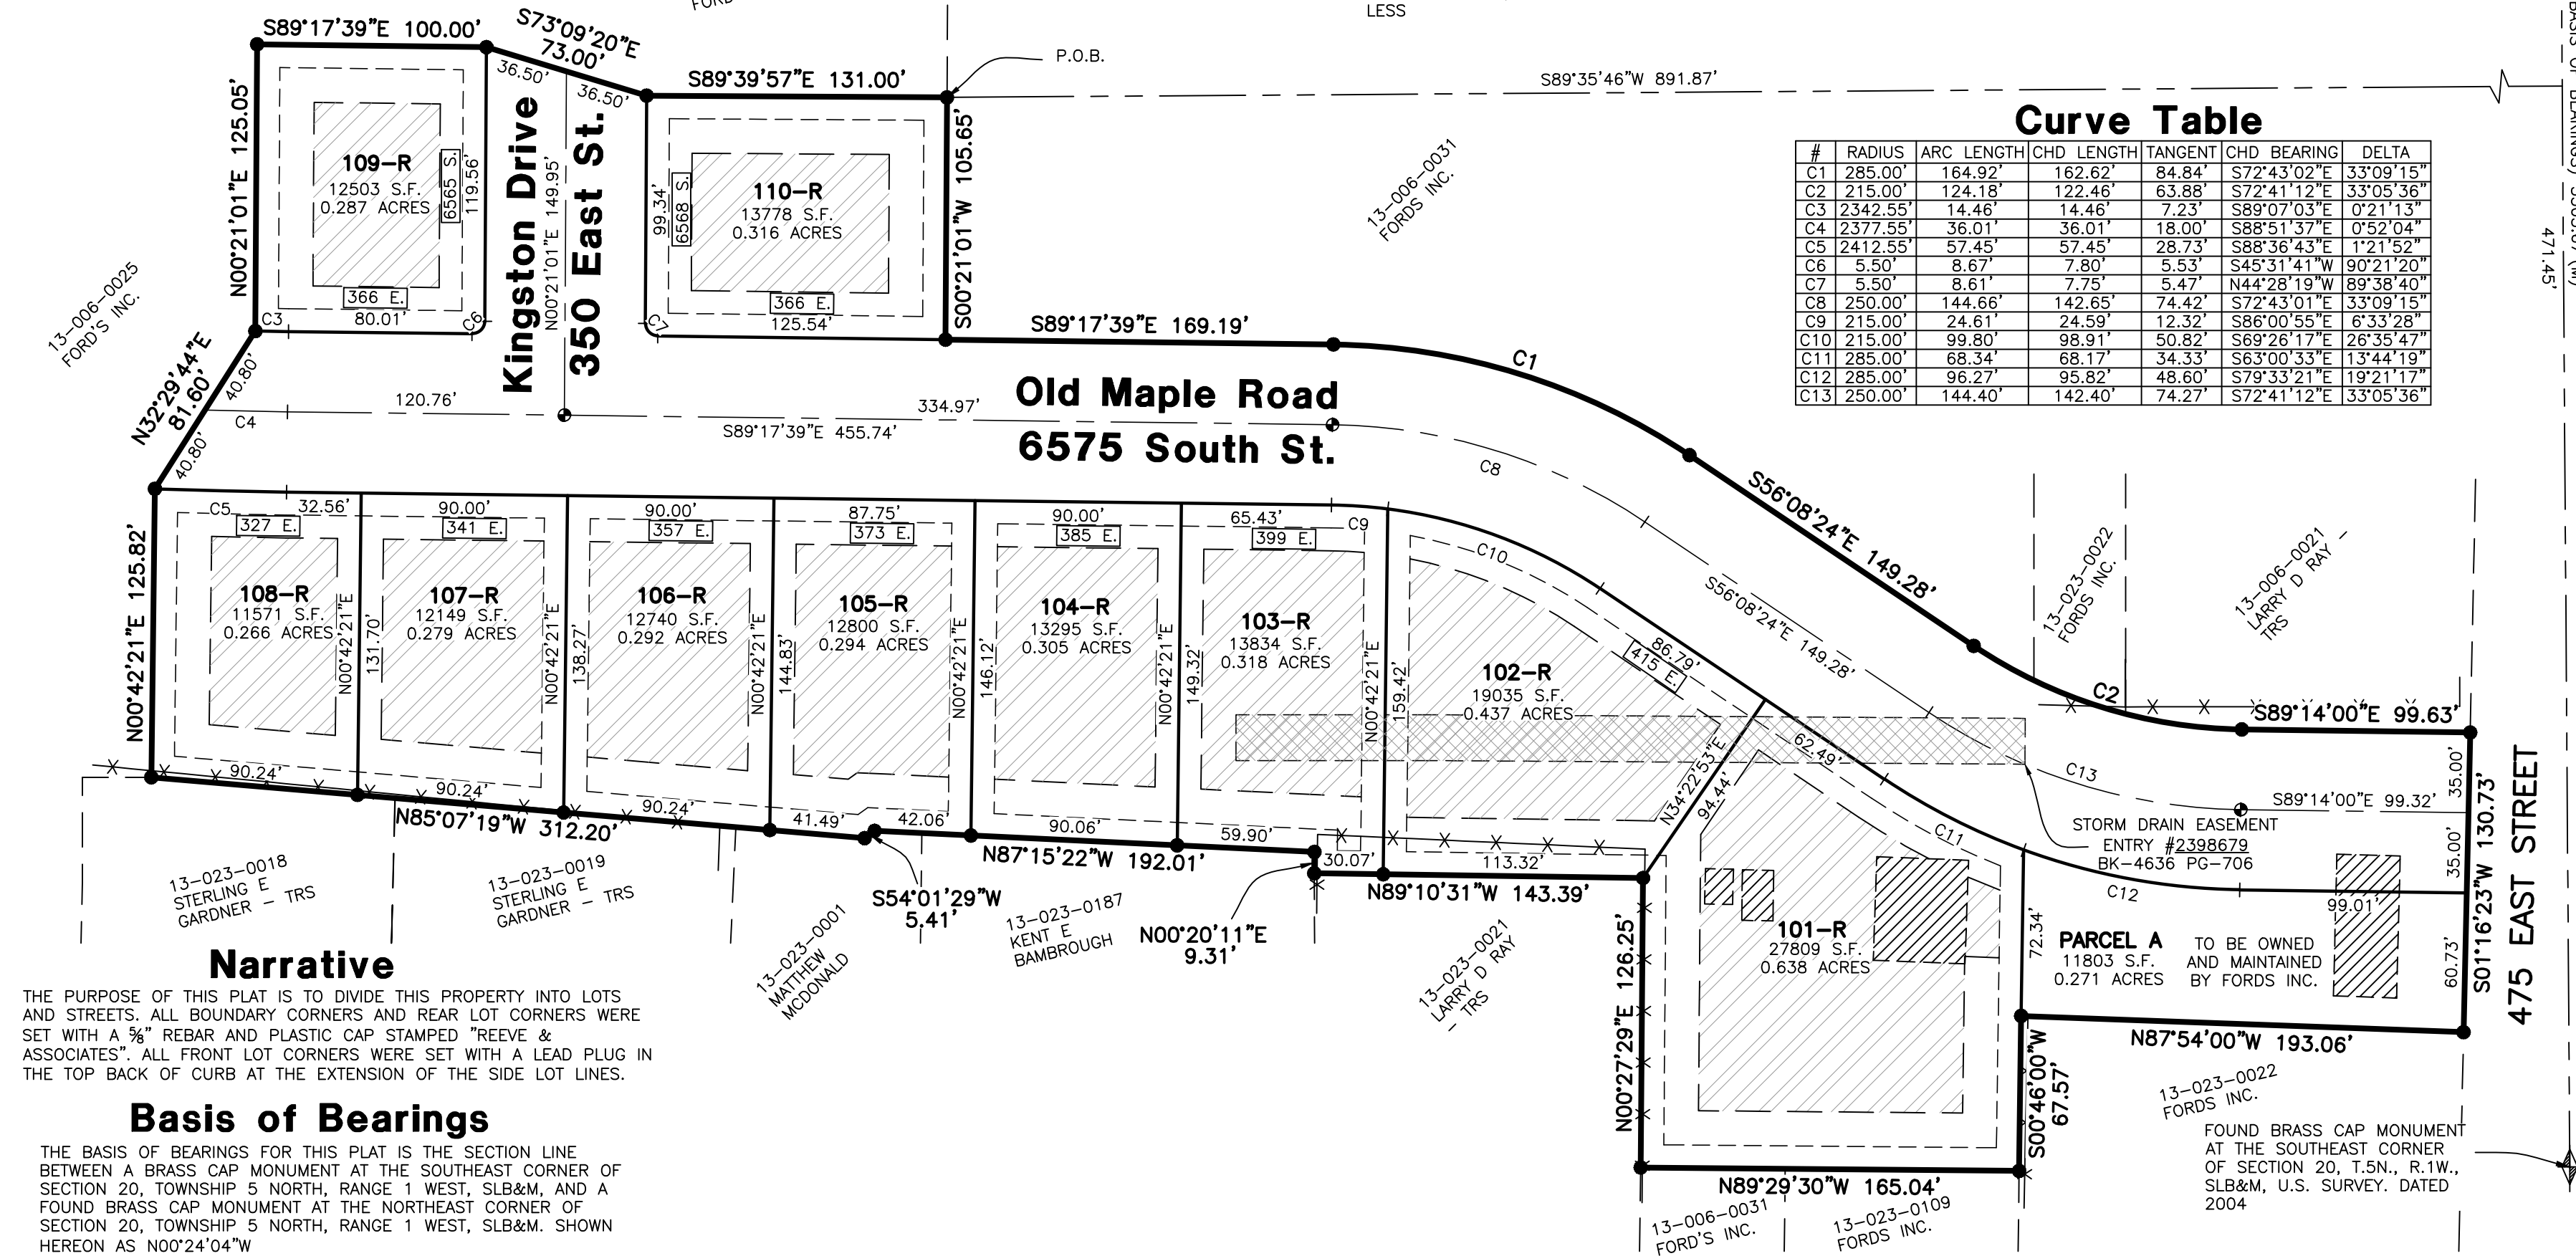 LESS
S89°17'39"E 100.00'
S73°09'20"E
73.00'
36.50'
36.50'
S89°39'57"E 131.00'
P.O.B.
S89°35'46"W 891.87'
471.45'
N00°21'01"E 125.05'
109-R
12503 S.F.
0.287 ACRES
6565 S.
119.56'
366 E.
C3
80.01'
C6
Kingston Drive
N00°21'01"E 149.95'
350 East St.
99.34'
6568 S.
110-R
13778 S.F.
0.316 ACRES
366 E.
C7
125.54'
S00°21'01"W 105.65'
13-006-0031
FORDS INC.
Curve Table
# RADIUS ARC LENGTH CHD LENGTH TANGENT CHD BEARING DELTA
C1 285.00' 164.92' 162.62' 84.84' S72°43'02"E 33°09'15"
C2 215.00' 124.18' 122.46' 63.88' S72°41'12"E 33°05'36"
C3 2342.55' 14.46' 14.46' 7.23' S89°07'03"E 0°21'13"
C4 2377.55' 36.01' 36.01' 18.00' S88°51'37"E 0°52'04"
C5 2412.55' 57.45' 57.45' 28.73' S88°36'43"E 1°21'52"
C6 5.50' 8.67' 7.80' 5.53' S45°31'41"W 90°21'20"
C7 5.50' 8.61' 7.75' 5.47' N44°28'19"W 89°38'40"
C8 250.00' 144.66' 142.65' 74.42' S72°43'01"E 33°09'15"
C9 215.00' 24.61' 24.59' 12.32' S86°00'55"E 6°33'28"
C10 215.00' 99.80' 98.91' 50.82' S69°26'17"E 26°35'47"
C11 285.00' 68.34' 68.17' 34.33' S63°00'33"E 13°44'19"
C12 285.00' 96.27' 95.82' 48.60' S79°33'21"E 19°21'17"
C13 250.00' 144.40' 142.40' 74.27' S72°41'12"E 33°05'36"
13-006-0025
FORD'S INC.
N32°29'44"E
81.60'
40.80'
40.80'
C4
120.76'
334.97'
S89°17'39"E 455.74'
S89°17'39"E 169.19'
Old Maple Road
6575 South St.
C1
C8
S56°08'24"E 149.28'
S56°08'24"E 149.28'
13-023-0022
FORDS INC.
13-006-0021
LARRY D RAY -
TRS
C2
S89°14'00"E 99.63'
N00°42'21"E 125.82'
C5
32.56'
327 E.
108-R
11571 S.F.
0.266 ACRES
N00°42'21"E
131.70'
90.24'
90.00'
341 E.
107-R
12149 S.F.
0.279 ACRES
N00°42'21"E
138.27'
90.24'
90.00'
357 E.
106-R
12740 S.F.
0.292 ACRES
N00°42'21"E
144.83'
90.24'
87.75'
373 E.
105-R
12800 S.F.
0.294 ACRES
N00°42'21"E
146.12'
41.49'
42.06'
90.00'
385 E.
104-R
13295 S.F.
0.305 ACRES
N00°42'21"E
149.32'
90.06'
65.43'
C9
399 E.
103-R
13834 S.F.
0.318 ACRES
N00°42'21"E
159.42'
59.90'
30.07'
C10
86.79'
415 E.
102-R
19035 S.F.
0.437 ACRES
N34°22'53"E
94.44'
113.32'
62.49'
C11
C13
S89°14'00"E 99.32'
35.00'
35.00'
S01°16'23"W 130.73'
475 EAST STREET
STORM DRAIN EASEMENT
ENTRY #2398679
BK-4636 PG-706
C12
99.01'
60.73'
72.34'
PARCEL A
11803 S.F.
0.271 ACRES
TO BE OWNED
AND MAINTAINED
BY FORDS INC.
101-R
27809 S.F.
0.638 ACRES
N85°07'19"W 312.20'
S54°01'29"W
5.41'
N87°15'22"W 192.01'
N00°20'11"E
9.31'
N89°10'31"W 143.39'
N00°27'29"E 126.25'
N87°54'00"W 193.06'
S00°46'00"W
67.57'
N89°29'30"W 165.04'
13-023-0018
STERLING E
GARDNER - TRS
13-023-0019
STERLING E
GARDNER - TRS
13-023-0001
MATTHEW
MCDONALD
13-023-0187
KENT E
BAMBROUGH
13-023-0021
LARRY D RAY
- TRS
13-006-0031
FORD'S INC.
13-023-0109
FORDS INC.
13-023-0022
FORDS INC.
FOUND BRASS CAP MONUMENT
AT THE SOUTHEAST CORNER
OF SECTION 20, T.5N., R.1W.,
SLB&M, U.S. SURVEY. DATED
2004
Narrative
THE PURPOSE OF THIS PLAT IS TO DIVIDE THIS PROPERTY INTO LOTS
AND STREETS. ALL BOUNDARY CORNERS AND REAR LOT CORNERS WERE
SET WITH A ⅝" REBAR AND PLASTIC CAP STAMPED "REEVE &
ASSOCIATES". ALL FRONT LOT CORNERS WERE SET WITH A LEAD PLUG IN
THE TOP BACK OF CURB AT THE EXTENSION OF THE SIDE LOT LINES.
Basis of Bearings
THE BASIS OF BEARINGS FOR THIS PLAT IS THE SECTION LINE
BETWEEN A BRASS CAP MONUMENT AT THE SOUTHEAST CORNER OF
SECTION 20, TOWNSHIP 5 NORTH, RANGE 1 WEST, SLB&M, AND A
FOUND BRASS CAP MONUMENT AT THE NORTHEAST CORNER OF
SECTION 20, TOWNSHIP 5 NORTH, RANGE 1 WEST, SLB&M. SHOWN
HEREON AS N00°24'04"W